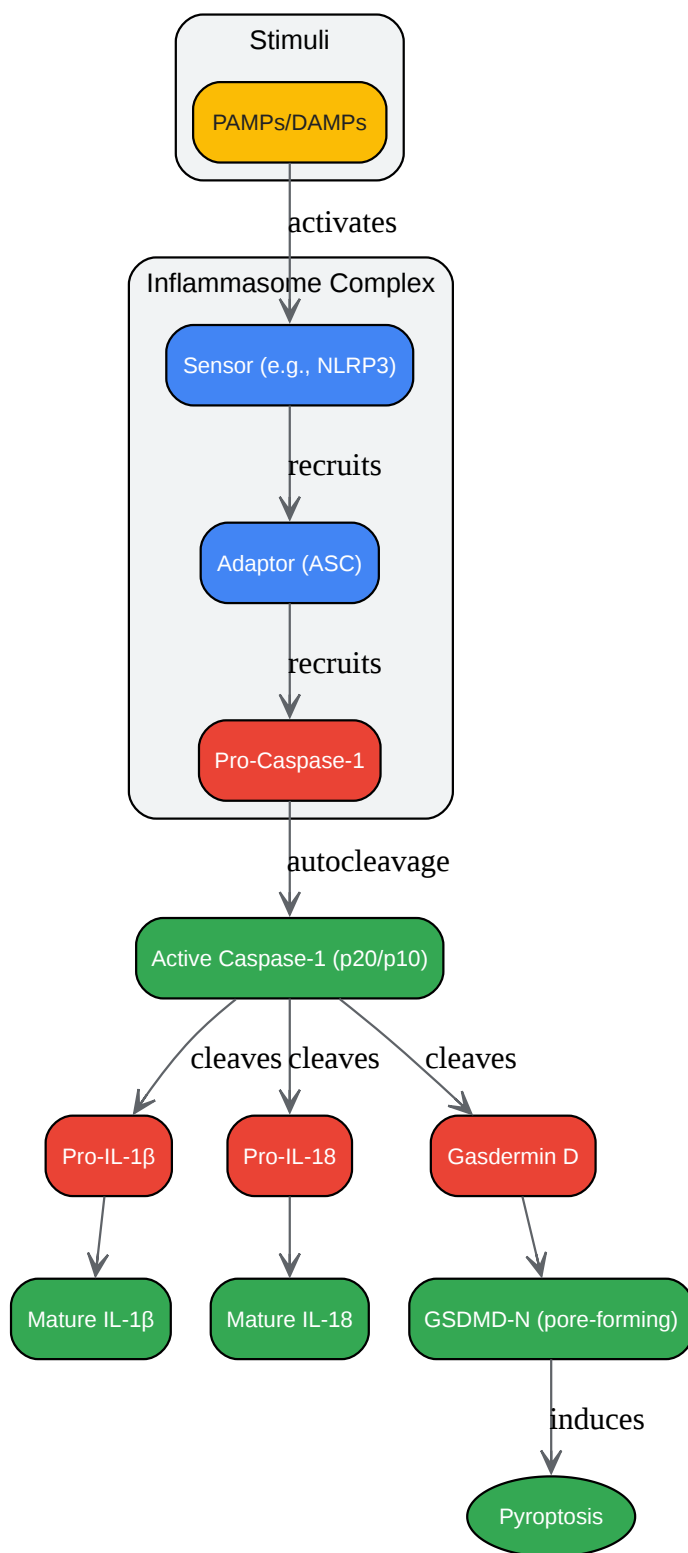 Stimuli
PAMPs/DAMPs
activates
Inflammasome Complex
Sensor (e.g., NLRP3)
recruits
Adaptor (ASC)
recruits
Pro-Caspase-1
autocleavage
Active Caspase-1 (p20/p10)
cleaves
cleaves
cleaves
Pro-IL-1β
Pro-IL-18
Gasdermin D
Mature IL-1β
Mature IL-18
GSDMD-N (pore-forming)
induces
Pyroptosis